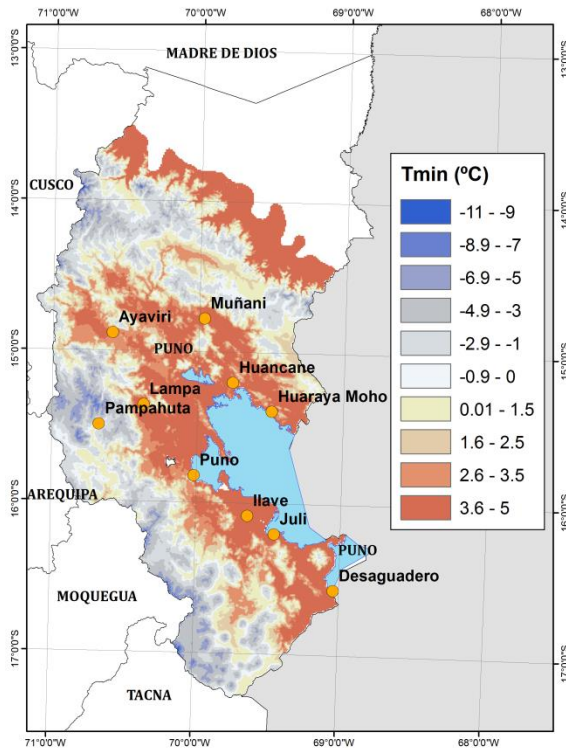 71°0'0"W 70°0'0"W 69°0'0"W 68°0'0"W
13°0'0"S
13°0'0"S
MADRE DE DIOS
CUSCO
14°0'0"S
14°0'0"S
Tmin (ºC)
-11 - -9
-8.9 - -7
-6.9 - -5
-4.9 - -3
-2.9 - -1
-0.9 - 0
0.01 - 1.5
1.6 - 2.5
2.6 - 3.5
3.6 - 5
Muñani
Ayaviri
PUNO
15°0'0"S
15°0'0"S
Huancane
Lampa
Huaraya Moho
Pampahuta
Puno
AREQUIPA
16°0'0"S
16°0'0"S
Ilave
Juli
PUNO
Desaguadero
MOQUEGUA
17°0'0"S
17°0'0"S
TACNA
71°0'0"W 70°0'0"W 69°0'0"W 68°0'0"W